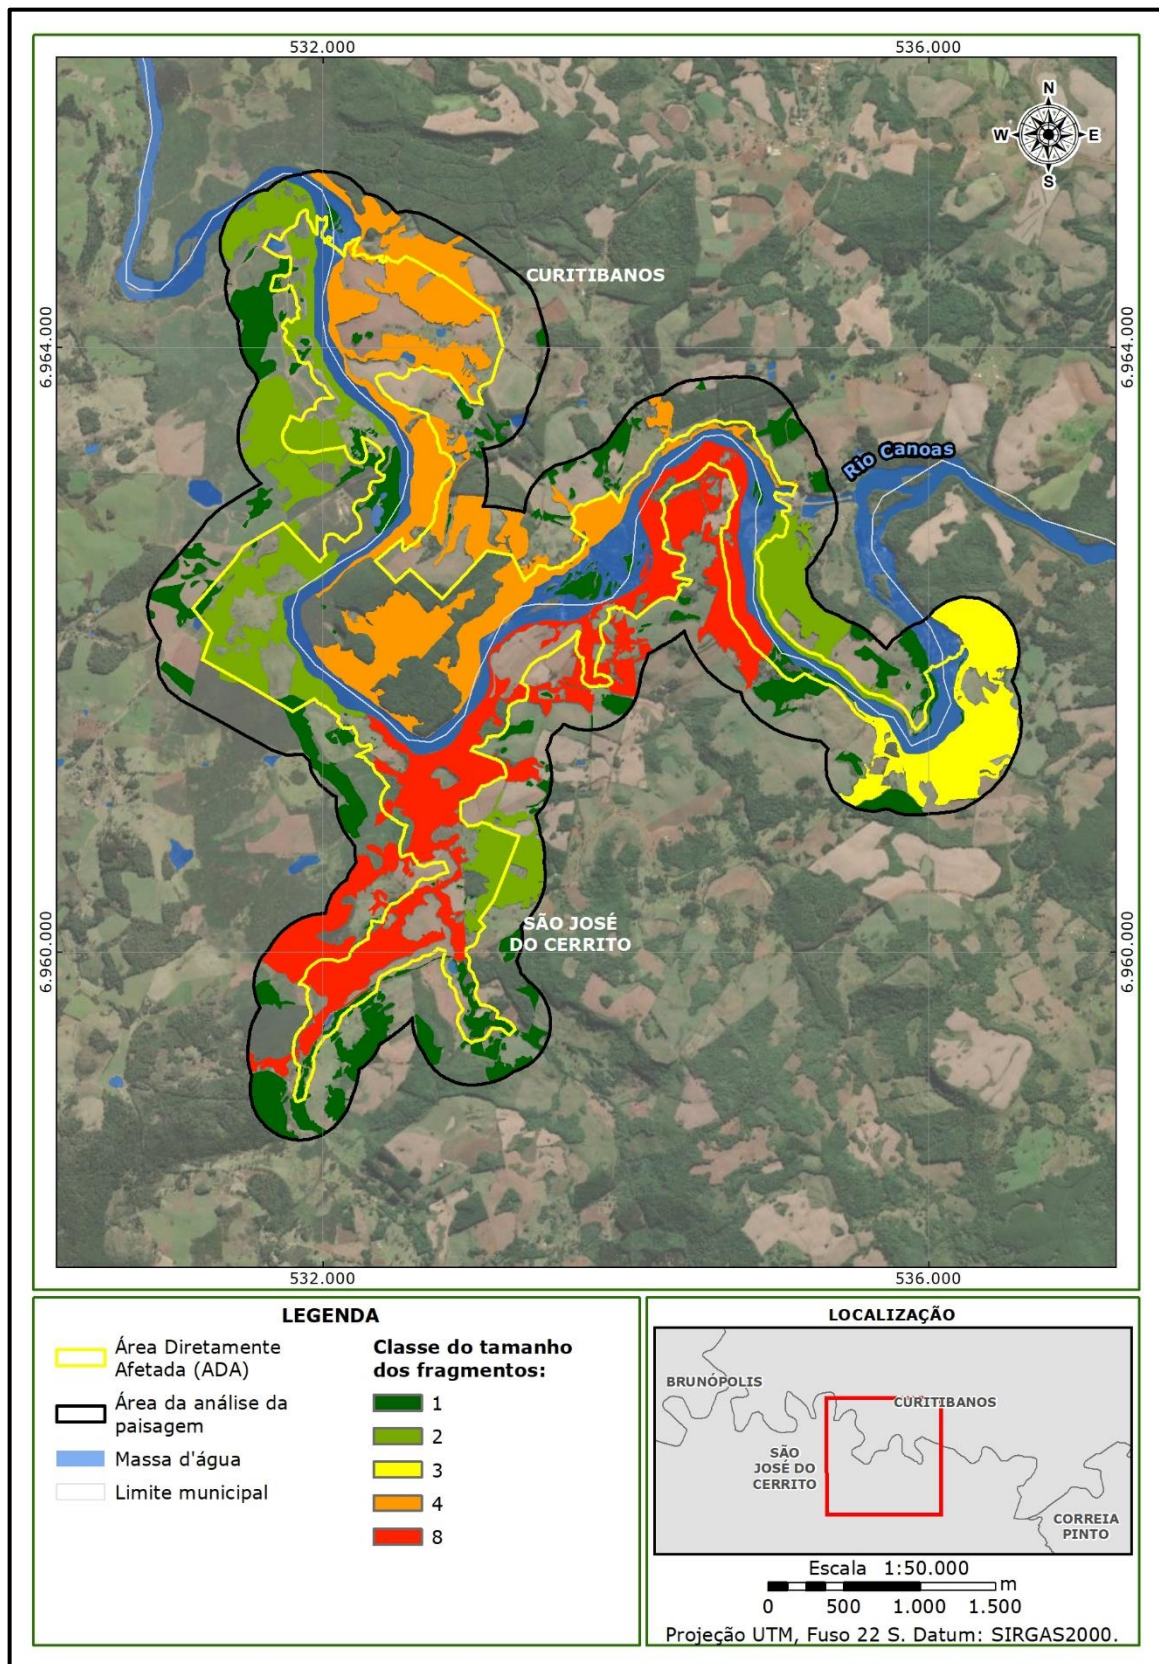 532.000
536.000
N
W
E
S
CURITIBANOS
6.964.000
6.964.000
Rio Canoas
SÃO JOSÉ
DO CERRITO
6.960.000
6.960.000
532.000
536.000
LEGENDA
Área Diretamente
Afetada (ADA)
Área da análise da
paisagem
Massa d'água
Limite municipal
Classe do tamanho
dos fragmentos:
1
2
3
4
8
LOCALIZAÇÃO
BRUNÓPOLIS
CURITIBANOS
SÃO
JOSÉ DO
CERRITO
CORREIA
PINTO
Escala 1:50.000
m
0 500 1.000 1.500
Projeção UTM, Fuso 22 S. Datum: SIRGAS2000.